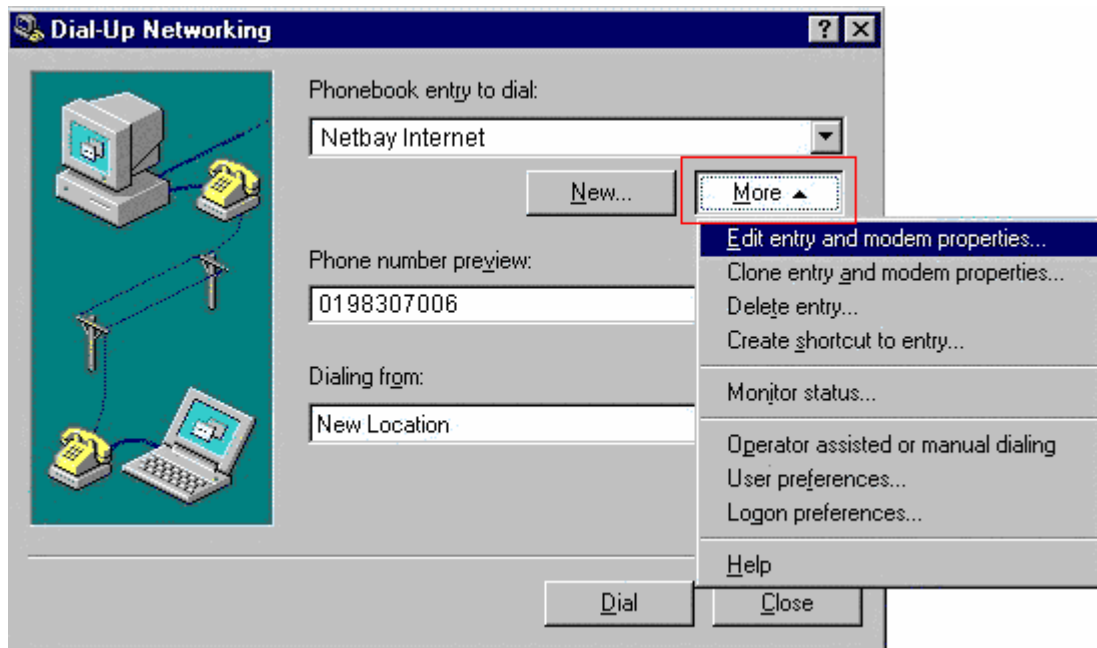 Dial-Up Networking
Phonebook entry to dial:
Netbay Internet
New...
More
Edit entry and modem properties...
Clone entry and modem properties...
Delete entry...
Create shortcut to entry...
Monitor status...
Operator assisted or manual dialing
User preferences...
Logon preferences...
Help
Phone number preview:
0198307006
Dialing from:
New Location
Dial
Close